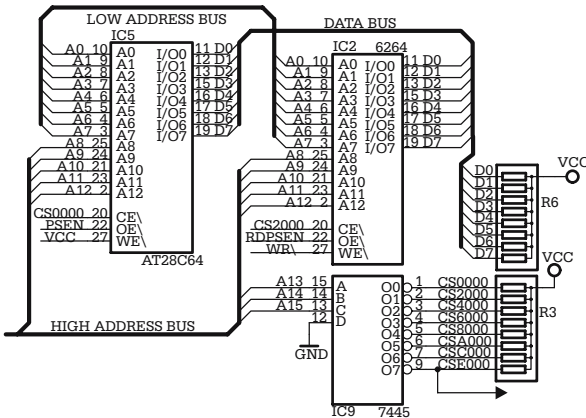 LOW ADDRESS BUS
DATA BUS
IC5
A0 10 A0 I/O0 11 D0
A1 9 A1 I/O1 12 D1
A2 8 A2 I/O2 13 D2
A3 7 A3 I/O3 15 D3
A4 6 A4 I/O4 16 D4
A5 5 A5 I/O5 17 D5
A6 4 A6 I/O6 18 D6
A7 3 A7 I/O7 19 D7
A8 25 A8
A9 24 A9
A10 21 A10
A11 23 A11
A12 2 A12
CS0000 20 CE\
PSEN 22 OE\
VCC 27 WE\
AT28C64
IC2 6264
A0 10 A0 I/O0 11 D0
A1 9 A1 I/O1 12 D1
A2 8 A2 I/O2 13 D2
A3 7 A3 I/O3 15 D3
A4 6 A4 I/O4 16 D4
A5 5 A5 I/O5 17 D5
A6 4 A6 I/O6 18 D6
A7 3 A7 I/O7 19 D7
A8 25 A8
A9 24 A9
A10 21 A10
A11 23 A11
A12 2 A12
CS2000 20 CE\
RDPSEN 22 OE\
WR\ 27 WE\
D0
D1
D2
D3
D4
D5
D6
D7
VCC
R6
HIGH ADDRESS BUS
A13 15 A O0 1 CS0000
A14 14 B O1 2 CS2000
A15 13 C O2 3 CS4000
12 D O3 4 CS6000
O4 5 CS8000
O5 6 CSA000
O6 7 CSC000
O7 9 CSE000
GND
VCC
R3
IC9 7445